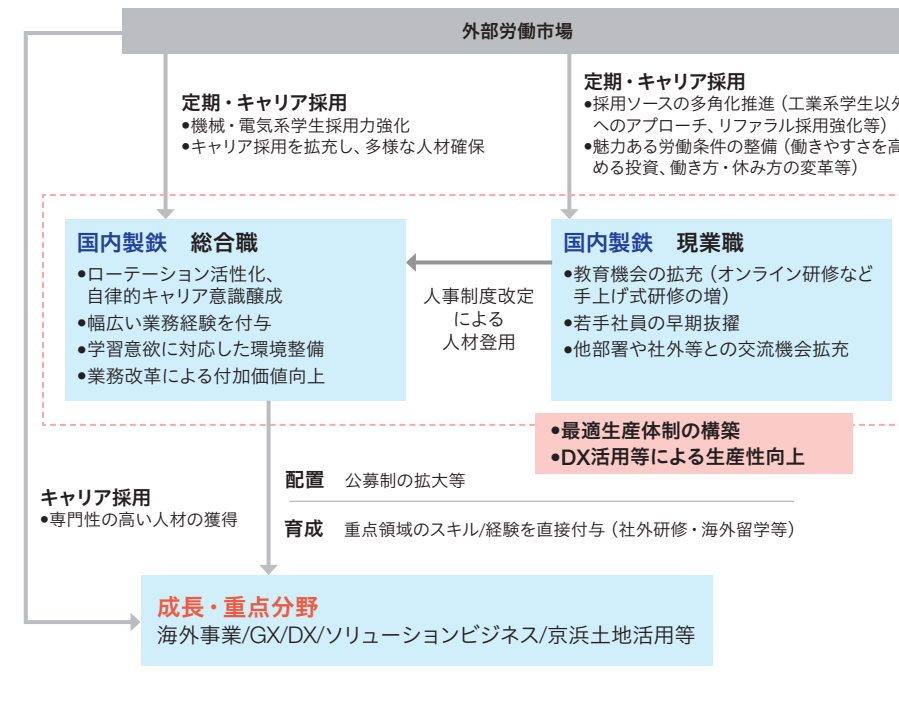 外部労働市場
定期・キャリア採用
●機械・電気系学生採用力強化
●キャリア採用を拡充し、多様な人材確保
定期・キャリア採用
●採用ソースの多角化推進（工業系学生以外
へのアプローチ、リファラル採用強化等）
●魅力ある労働条件の整備（働きやすさを高
める投資、働き方・休み方の変革等）
国内製鉄　総合職
●ローテーション活性化、
自律的キャリア意識醸成
●幅広い業務経験を付与
●学習意欲に対応した環境整備
●業務改革による付加価値向上
人事制度改定
による
人材登用
国内製鉄　現業職
●教育機会の拡充（オンライン研修など
手上げ式研修の増）
●若手社員の早期抜擢
●他部署や社外等との交流機会拡充
●最適生産体制の構築
●DX活用等による生産性向上
配置　公募制の拡大等
育成　重点領域のスキル/経験を直接付与（社外研修・海外留学等）
キャリア採用
●専門性の高い人材の獲得
成長・重点分野
海外事業/GX/DX/ソリューションビジネス/京浜土地活用等